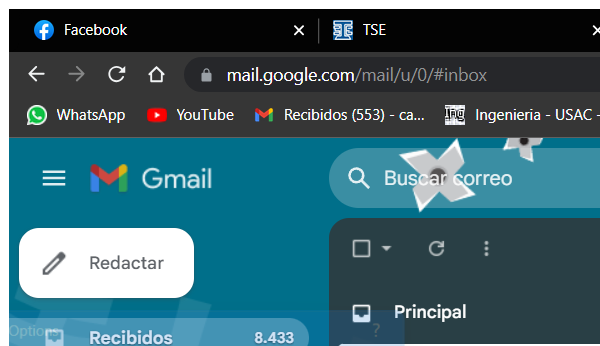 Facebook
TSE
mail.google.com/mail/u/0/#inbox
WhatsApp
YouTube
Recibidos (553) - ca...
Ingenieria - USAC -
Gmail
Buscar correo
Redactar
Principal
Options
?
Recibidos
8.433